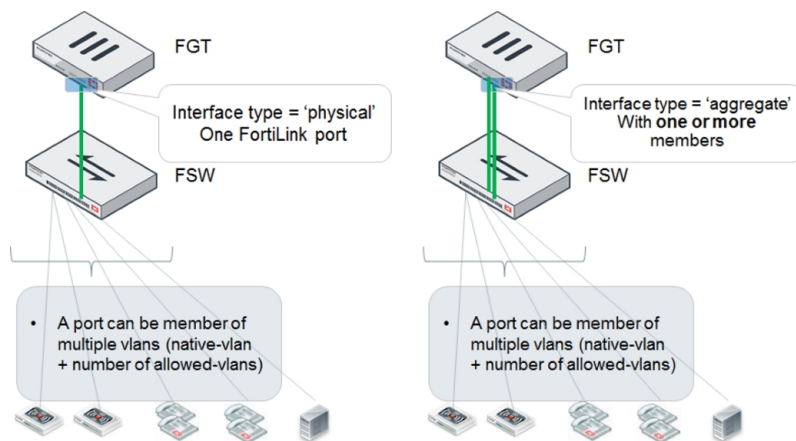 FGT
Interface type = 'physical'
One FortiLink port
FSW
• A port can be member of
multiple vlans (native-vlan
+ number of allowed-vlans)
FGT
Interface type = 'aggregate'
With one or more
members
FSW
• A port can be member of
multiple vlans (native-vlan
+ number of allowed-vlans)